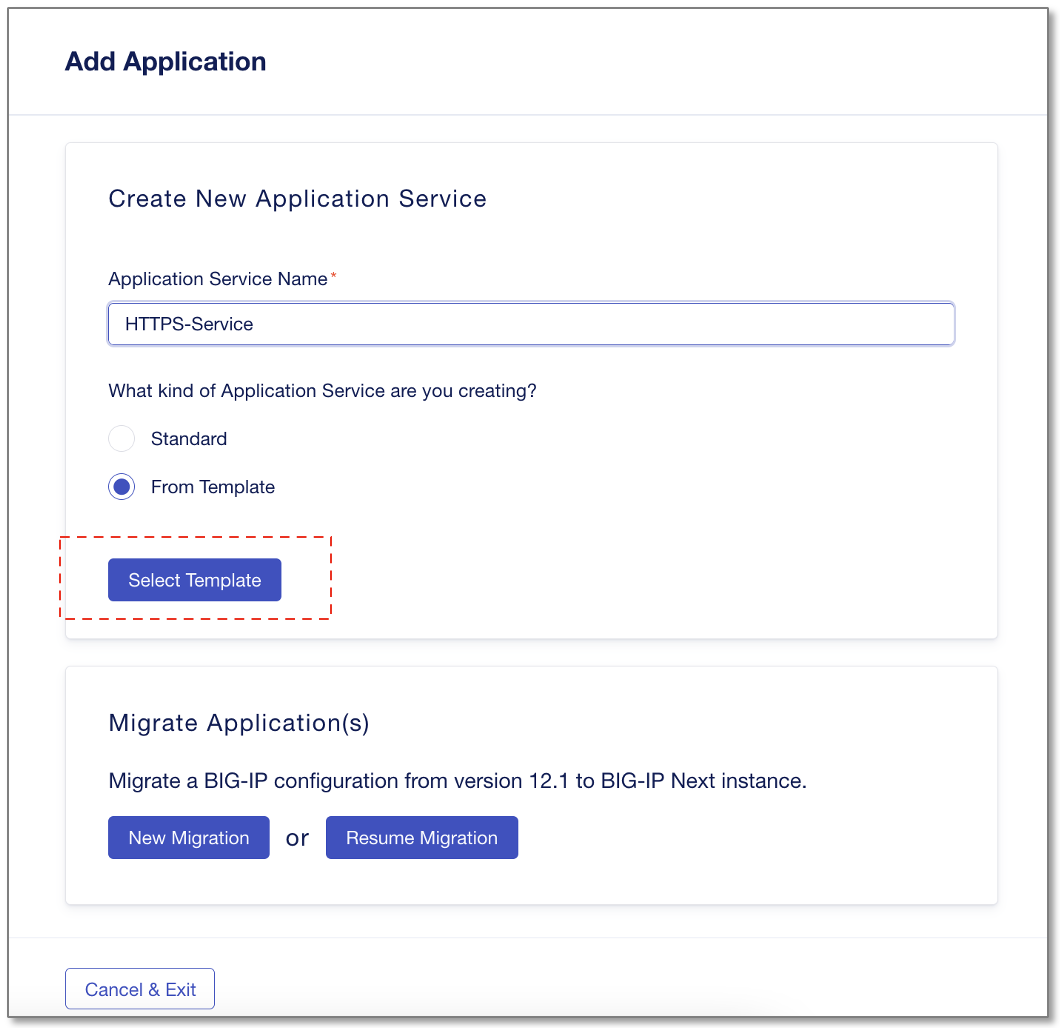 Add Application
Create New Application Service
Application Service Name*
HTTPS-Service
What kind of Application Service are you creating?
Standard
From Template
Select Template
Migrate Application(s)
Migrate a BIG-IP configuration from version 12.1 to BIG-IP Next instance.
New Migration or Resume Migration
Cancel & Exit